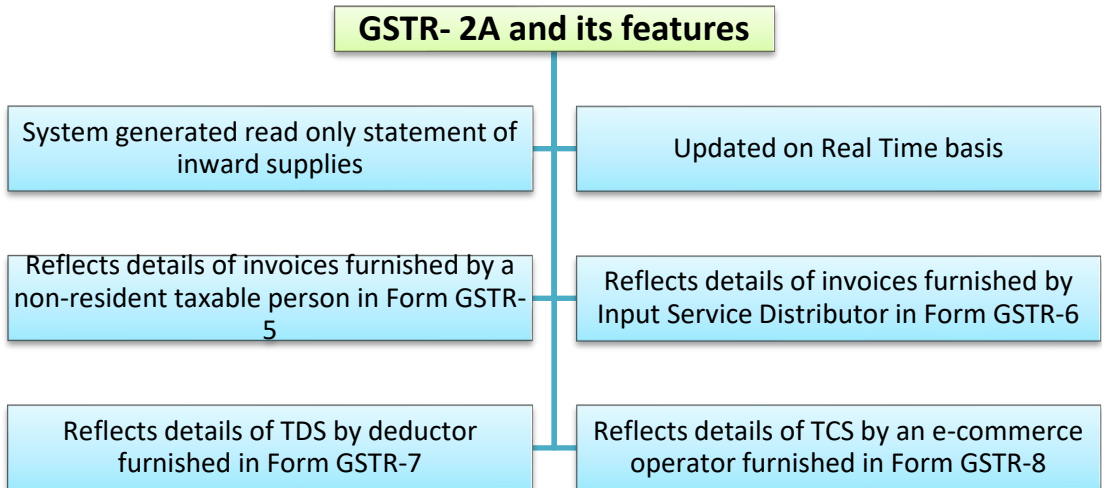 GSTR- 2A and its features
System generated read only statement of
inward supplies
Updated on Real Time basis
Reflects details of invoices furnished by a
non-resident taxable person in Form GSTR-
5
Reflects details of invoices furnished by
Input Service Distributor in Form GSTR-6
Reflects details of TDS by deductor
furnished in Form GSTR-7
Reflects details of TCS by an e-commerce
operator furnished in Form GSTR-8